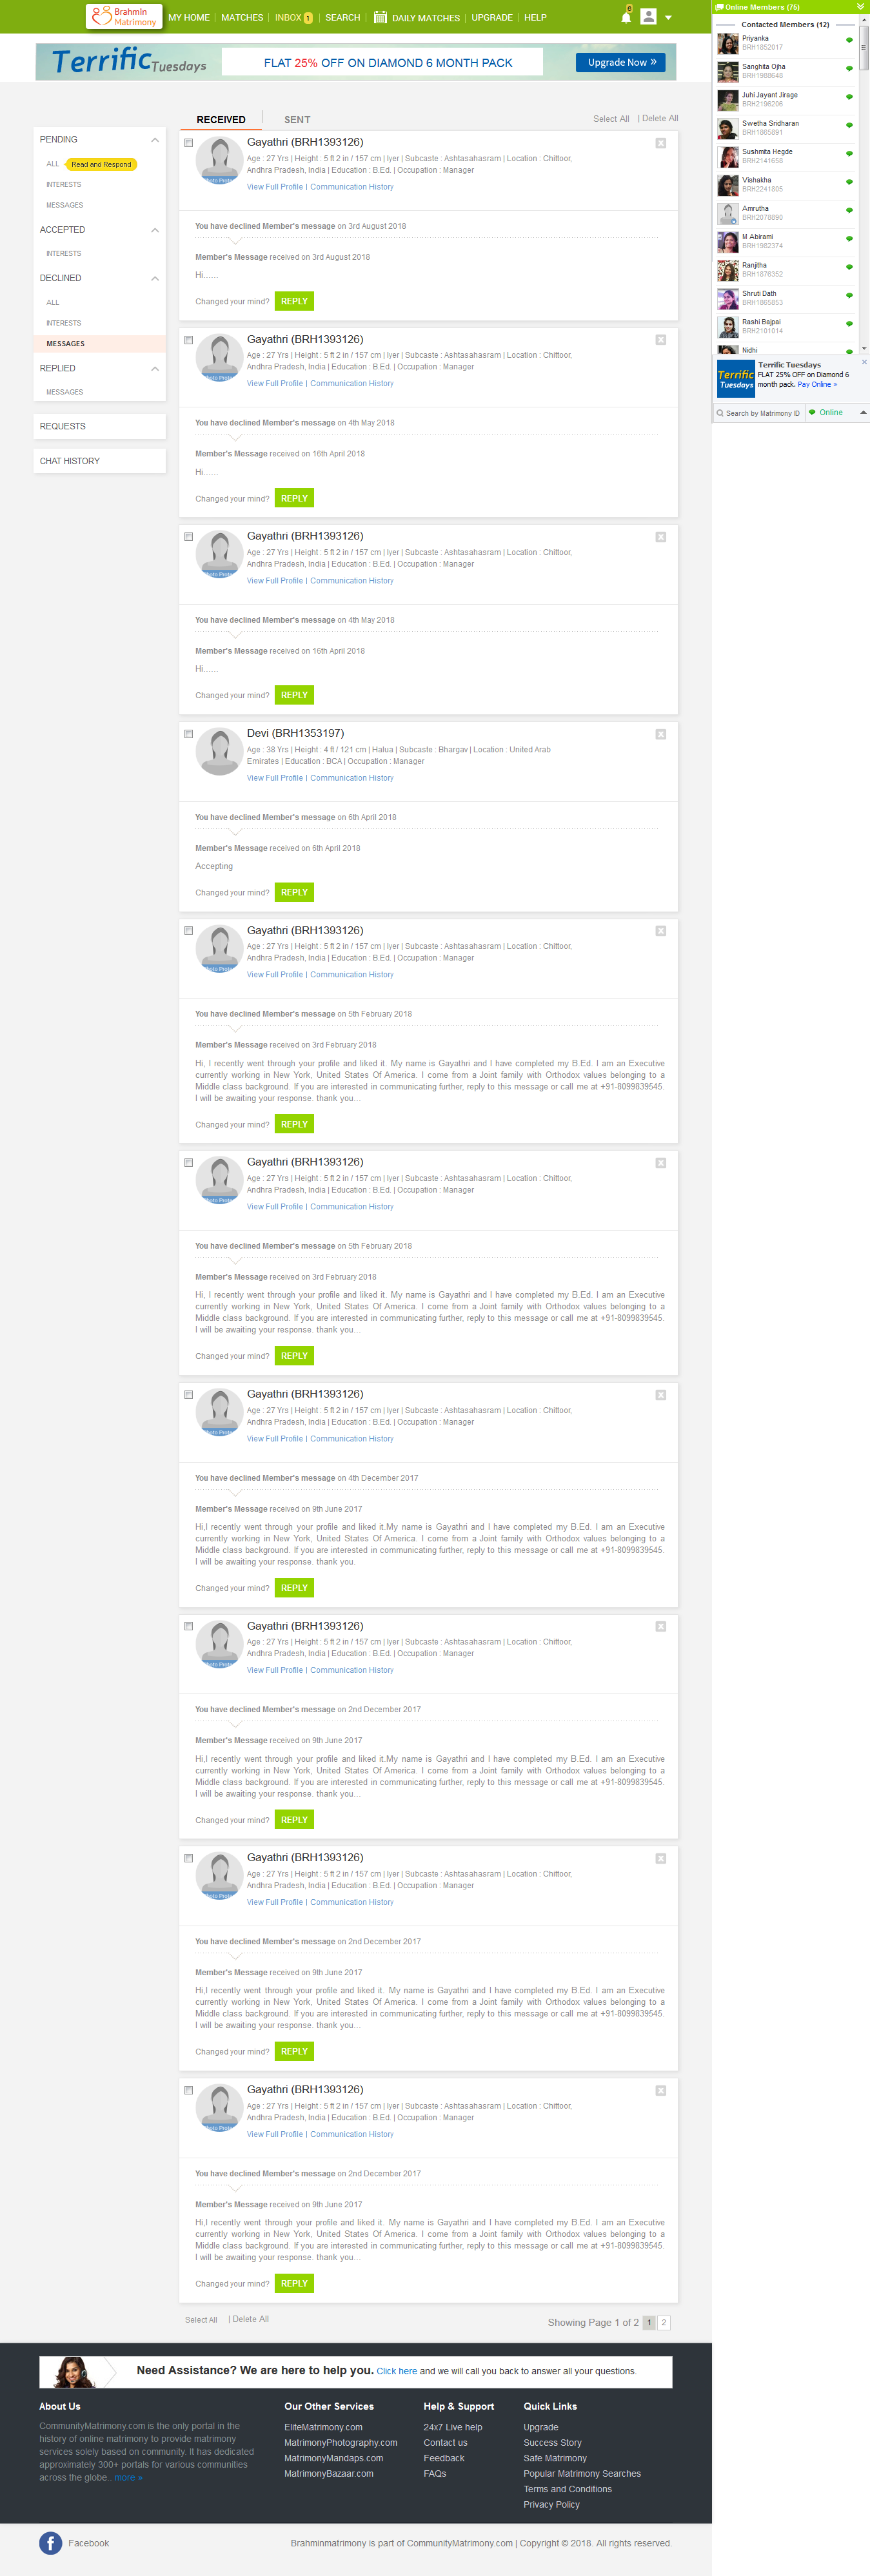 Brahmin
Matrimony
MY HOME
MATCHES
INBOX 1
SEARCH
DAILY MATCHES
UPGRADE
HELP
Terrific Tuesdays
FLAT 25% OFF ON DIAMOND 6 MONTH PACK
Upgrade Now »
PENDING
ALL
Read and Respond
INTERESTS
MESSAGES
ACCEPTED
INTERESTS
DECLINED
ALL
INTERESTS
MESSAGES
REPLIED
MESSAGES
REQUESTS
CHAT HISTORY
RECEIVED
SENT
Select All | Delete All
Gayathri (BRH1393126)
Age : 27 Yrs | Height : 5 ft 2 in / 157 cm | Iyer | Subcaste : Ashtasahasram | Location : Chittoor,
Andhra Pradesh, India | Education : B.Ed. | Occupation : Manager
View Full Profile | Communication History
You have declined Member's message on 3rd August 2018
Member's Message received on 3rd August 2018
Hi......
Changed your mind? REPLY
Gayathri (BRH1393126)
Age : 27 Yrs | Height : 5 ft 2 in / 157 cm | Iyer | Subcaste : Ashtasahasram | Location : Chittoor,
Andhra Pradesh, India | Education : B.Ed. | Occupation : Manager
View Full Profile | Communication History
You have declined Member's message on 4th May 2018
Member's Message received on 16th April 2018
Hi......
Changed your mind? REPLY
Gayathri (BRH1393126)
Age : 27 Yrs | Height : 5 ft 2 in / 157 cm | Iyer | Subcaste : Ashtasahasram | Location : Chittoor,
Andhra Pradesh, India | Education : B.Ed. | Occupation : Manager
View Full Profile | Communication History
You have declined Member's message on 4th May 2018
Member's Message received on 16th April 2018
Hi......
Changed your mind? REPLY
Devi (BRH1353197)
Age : 38 Yrs | Height : 4 ft / 121 cm | Halua | Subcaste : Bhargav | Location : United Arab
Emirates | Education : BCA | Occupation : Manager
View Full Profile | Communication History
You have declined Member's message on 6th April 2018
Member's Message received on 6th April 2018
Accepting
Changed your mind? REPLY
Gayathri (BRH1393126)
Age : 27 Yrs | Height : 5 ft 2 in / 157 cm | Iyer | Subcaste : Ashtasahasram | Location : Chittoor,
Andhra Pradesh, India | Education : B.Ed. | Occupation : Manager
View Full Profile | Communication History
You have declined Member's message on 5th February 2018
Member's Message received on 3rd February 2018
Hi, I recently went through your profile and liked it. My name is Gayathri and I have completed my B.Ed. I am an Executive
currently working in New York, United States Of America. I come from a Joint family with Orthodox values belonging to a
Middle class background. If you are interested in communicating further, reply to this message or call me at +91-8099839545.
I will be awaiting your response. thank you...
Changed your mind? REPLY
Gayathri (BRH1393126)
Age : 27 Yrs | Height : 5 ft 2 in / 157 cm | Iyer | Subcaste : Ashtasahasram | Location : Chittoor,
Andhra Pradesh, India | Education : B.Ed. | Occupation : Manager
View Full Profile | Communication History
You have declined Member's message on 5th February 2018
Member's Message received on 3rd February 2018
Hi, I recently went through your profile and liked it. My name is Gayathri and I have completed my B.Ed. I am an Executive
currently working in New York, United States Of America. I come from a Joint family with Orthodox values belonging to a
Middle class background. If you are interested in communicating further, reply to this message or call me at +91-8099839545.
I will be awaiting your response. thank you...
Changed your mind? REPLY
Gayathri (BRH1393126)
Age : 27 Yrs | Height : 5 ft 2 in / 157 cm | Iyer | Subcaste : Ashtasahasram | Location : Chittoor,
Andhra Pradesh, India | Education : B.Ed. | Occupation : Manager
View Full Profile | Communication History
You have declined Member's message on 4th December 2017
Member's Message received on 9th June 2017
Hi,I recently went through your profile and liked it.My name is Gayathri and I have completed my B.Ed. I am an Executive
currently working in New York, United States Of America. I come from a Joint family with Orthodox values belonging to a
Middle class background. If you are interested in communicating further, reply to this message or call me at +91-8099839545.
I will be awaiting your response. thank you.
Changed your mind? REPLY
Gayathri (BRH1393126)
Age : 27 Yrs | Height : 5 ft 2 in / 157 cm | Iyer | Subcaste : Ashtasahasram | Location : Chittoor,
Andhra Pradesh, India | Education : B.Ed. | Occupation : Manager
View Full Profile | Communication History
You have declined Member's message on 2nd December 2017
Member's Message received on 9th June 2017
Hi,I recently went through your profile and liked it.My name is Gayathri and I have completed my B.Ed. I am an Executive
currently working in New York, United States Of America. I come from a Joint family with Orthodox values belonging to a
Middle class background. If you are interested in communicating further, reply to this message or call me at +91-8099839545.
I will be awaiting your response. thank you...
Changed your mind? REPLY
Gayathri (BRH1393126)
Age : 27 Yrs | Height : 5 ft 2 in / 157 cm | Iyer | Subcaste : Ashtasahasram | Location : Chittoor,
Andhra Pradesh, India | Education : B.Ed. | Occupation : Manager
View Full Profile | Communication History
You have declined Member's message on 2nd December 2017
Member's Message received on 9th June 2017
Hi,I recently went through your profile and liked it. My name is Gayathri and I have completed my B.Ed. I am an Executive
currently working in New York, United States Of America. I come from a Joint family with Orthodox values belonging to a
Middle class background. If you are interested in communicating further, reply to this message or call me at +91-8099839545.
I will be awaiting your response. thank you...
Changed your mind? REPLY
Gayathri (BRH1393126)
Age : 27 Yrs | Height : 5 ft 2 in / 157 cm | Iyer | Subcaste : Ashtasahasram | Location : Chittoor,
Andhra Pradesh, India | Education : B.Ed. | Occupation : Manager
View Full Profile | Communication History
You have declined Member's message on 2nd December 2017
Member's Message received on 9th June 2017
Hi,I recently went through your profile and liked it. My name is Gayathri and I have completed my B.Ed. I am an Executive
currently working in New York, United States Of America. I come from a Joint family with Orthodox values belonging to a
Middle class background. If you are interested in communicating further, reply to this message or call me at +91-8099839545.
I will be awaiting your response. thank you...
Changed your mind? REPLY
Select All | Delete All
Showing Page 1 of 2 1 2
Online Members (75)
Contacted Members (12)
Priyanka
BRH1852017
Sanghita Ojha
BRH1988648
Juhi Jayant Jirage
BRH2196206
Swetha Sridharan
BRH1865891
Sushmita Hegde
BRH2141658
Vishakha
BRH2241805
Amrutha
BRH2078890
M Abirami
BRH1982374
Ranjitha
BRH1876352
Shruti Dath
BRH1865853
Rashi Bajpai
BRH2101014
Nidhi
Terrific Tuesdays
Terrific Tuesdays
FLAT 25% OFF on Diamond 6
month pack. Pay Online »
Search by Matrimony ID
Online
Need Assistance? We are here to help you. Click here and we will call you back to answer all your questions.
About Us
CommunityMatrimony.com is the only portal in the
history of online matrimony to provide matrimony
services solely based on community. It has dedicated
approximately 300+ portals for various communities
across the globe.. more »
Our Other Services
EliteMatrimony.com
MatrimonyPhotography.com
MatrimonyMandaps.com
MatrimonyBazaar.com
Help & Support
24x7 Live help
Contact us
Feedback
FAQs
Quick Links
Upgrade
Success Story
Safe Matrimony
Popular Matrimony Searches
Terms and Conditions
Privacy Policy
Facebook
Brahminmatrimony is part of CommunityMatrimony.com | Copyright © 2018. All rights reserved.